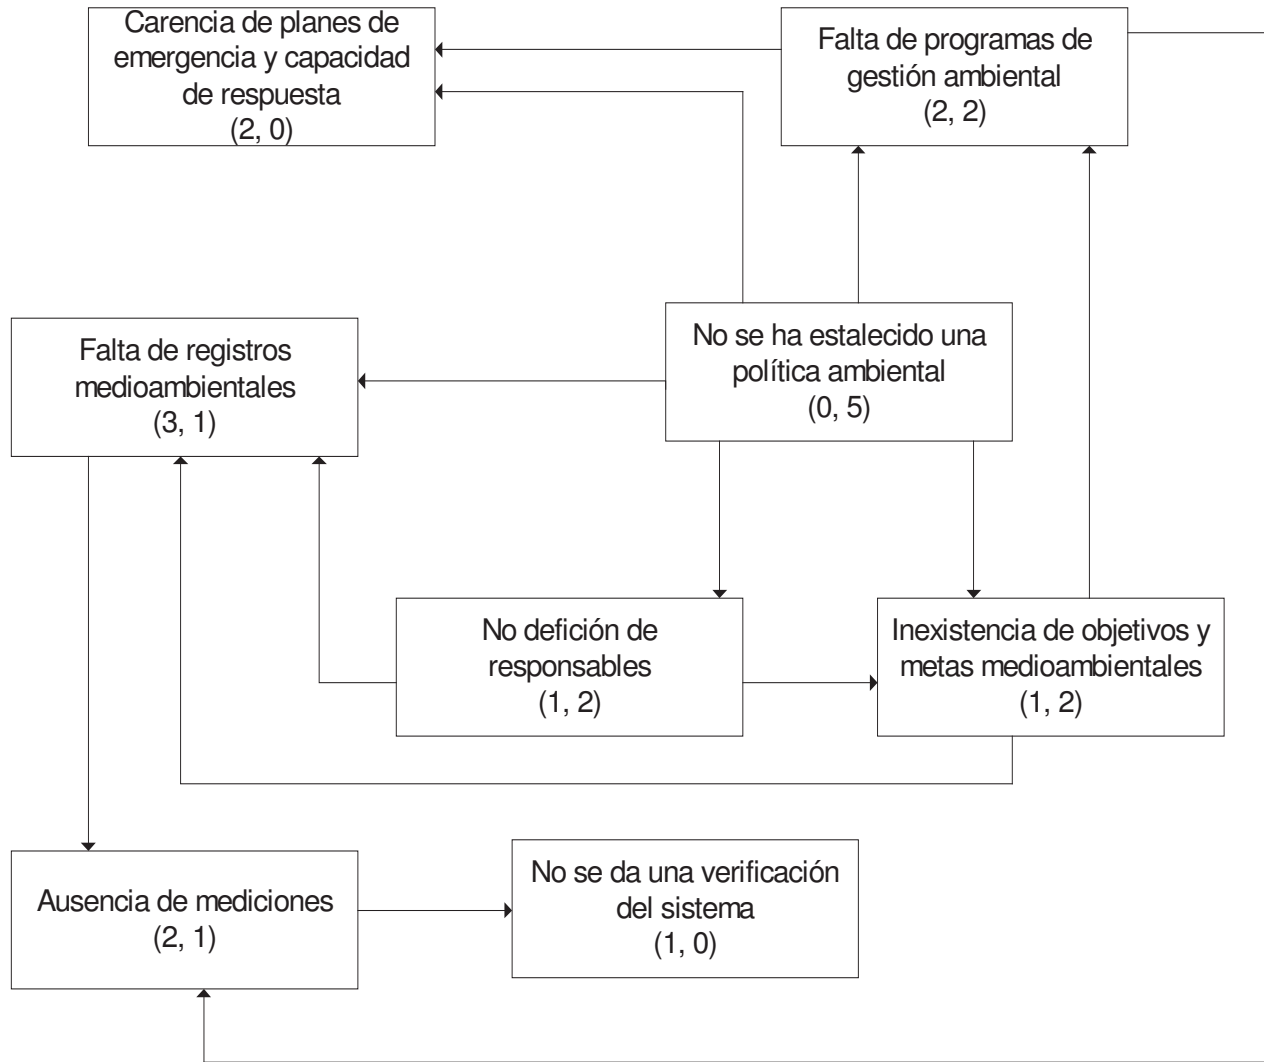 Carencia de planes de
emergencia y capacidad
de respuesta
(2, 0)
Falta de programas de
gestión ambiental
(2, 2)
Falta de registros
medioambientales
(3, 1)
No se ha estalecido una
política ambiental
(0, 5)
No defición de
responsables
(1, 2)
Inexistencia de objetivos y
metas medioambientales
(1, 2)
Ausencia de mediciones
(2, 1)
No se da una verificación
del sistema
(1, 0)